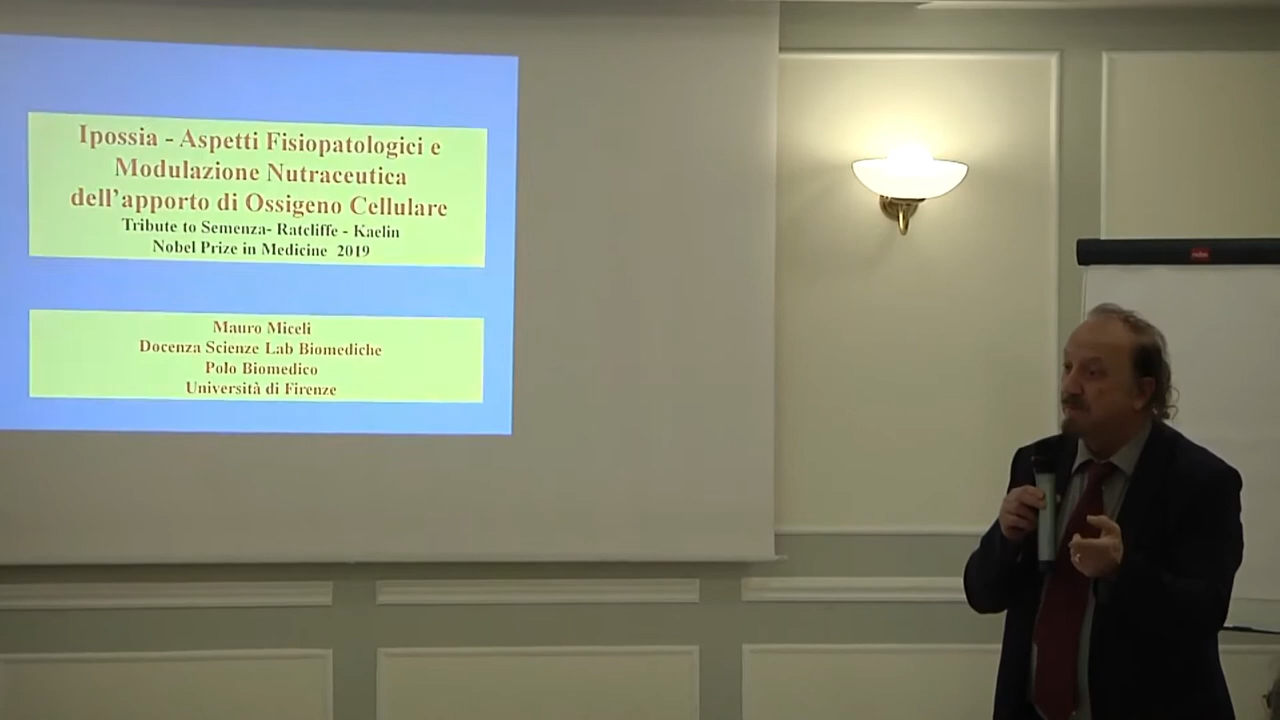 Ipossia - Aspetti Fisiopatologici e
Modulazione Nutraceutica
dell'apporto di Ossigeno Cellulare
Tribute to Semenza- Ratcliffe - Kaelin
Nobel Prize in Medicine 2019
Mauro Miceli
Docenza Scienze Lab Biomediche
Polo Biomedico
Università di Firenze
nobo